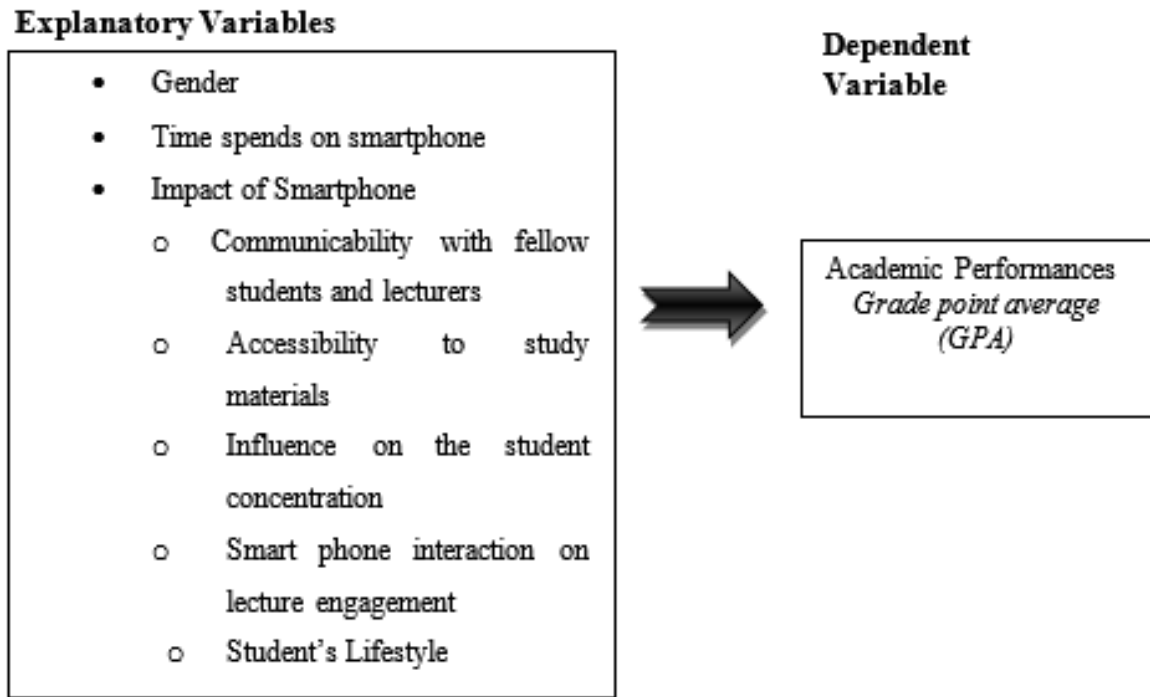 Explanatory Variables
• Gender
• Time spends on smartphone
• Impact of Smartphone
o Communicability with fellow
students and lecturers
o Accessibility to study
materials
o Influence on the student
concentration
o Smart phone interaction on
lecture engagement
o Student’s Lifestyle
Dependent
Variable
Academic Performances
Grade point average
(GPA)